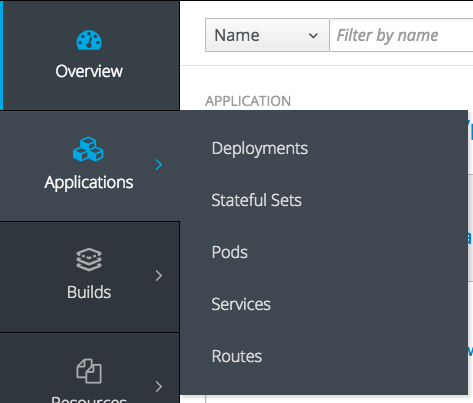 Overview
Name
Filter by name
APPLICATION
Applications
Deployments
Stateful Sets
Pods
Services
Routes
Builds
Resources